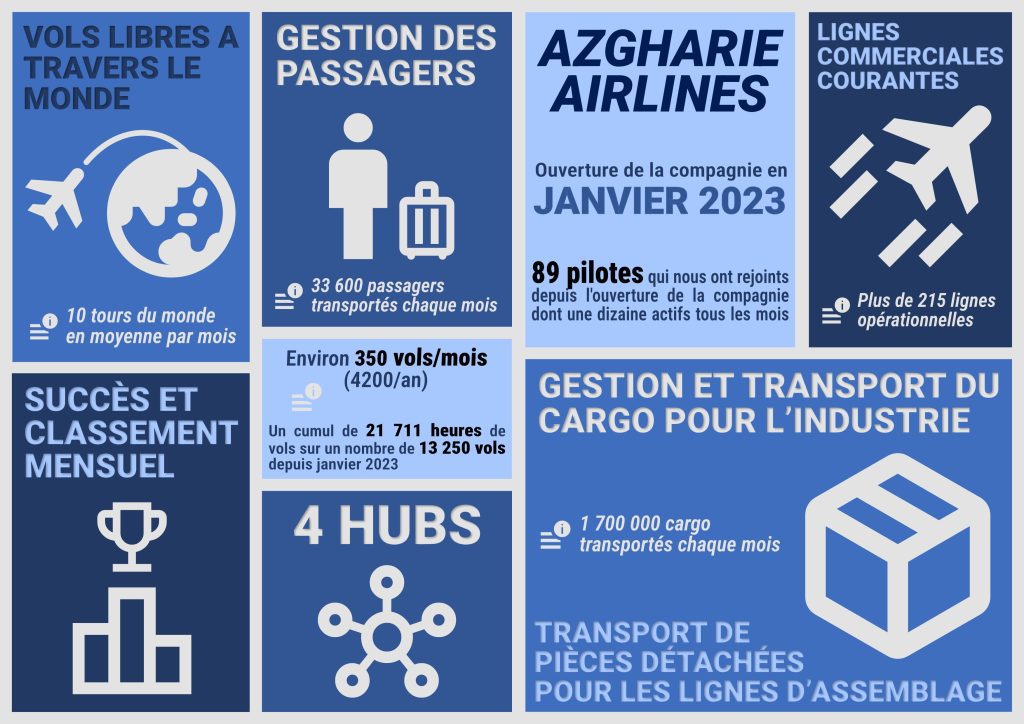 VOLS LIBRES A
TRAVERS LE
MONDE
10 tours du monde
en moyenne par mois
GESTION DES
PASSAGERS
33 600 passagers
transportés chaque mois
AZGHARIE
AIRLINES
Ouverture de la compagnie en
JANVIER 2023
89 pilotes qui nous ont rejoints
depuis l'ouverture de la compagnie
dont une dizaine actifs tous les mois
LIGNES
COMMERCIALES
COURANTES
Plus de 215 lignes
opérationnelles
SUCCÈS ET
CLASSEMENT
MENSUEL
Environ 350 vols/mois
(4200/an)
Un cumul de 21 711 heures de
vols sur un nombre de 13 250 vols
depuis janvier 2023
4 HUBS
GESTION ET TRANSPORT DU
CARGO POUR L’INDUSTRIE
1 700 000 cargo
transportés chaque mois
TRANSPORT DE
PIÈCES DÉTACHÉES
POUR LES LIGNES D’ASSEMBLAGE